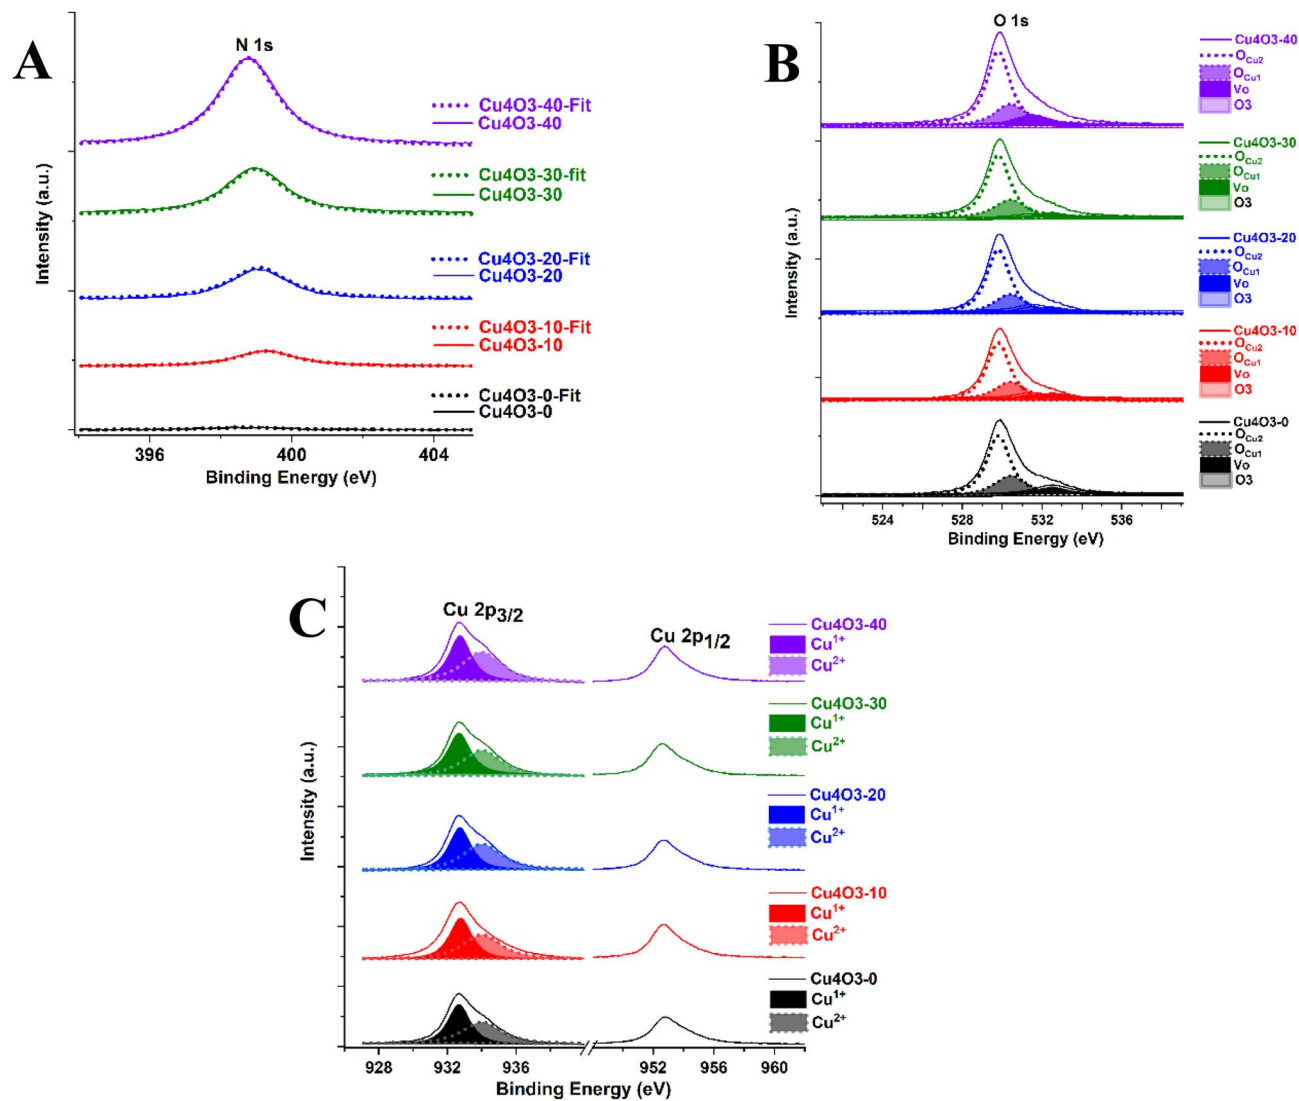 A
N 1s
Cu4O3-40-Fit
Cu4O3-40
Cu4O3-30-fit
Cu4O3-30
Cu4O3-20-Fit
Cu4O3-20
Cu4O3-10-Fit
Cu4O3-10
Cu4O3-0-Fit
Cu4O3-0
Intensity (a.u.)
396 400 404
Binding Energy (eV)
B
O 1s
Cu4O3-40
OCu2
OCu1
Vo
O3
Cu4O3-30
OCu2
OCu1
Vo
O3
Cu4O3-20
OCu2
OCu1
Vo
O3
Cu4O3-10
OCu2
OCu1
Vo
O3
Cu4O3-0
OCu2
OCu1
Vo
O3
Intensity (a.u.)
524 528 532 536
Binding Energy (eV)
C
Cu 2p3/2
Cu 2p1/2
Cu4O3-40
Cu1+
Cu2+
Cu4O3-30
Cu1+
Cu2+
Cu4O3-20
Cu1+
Cu2+
Cu4O3-10
Cu1+
Cu2+
Cu4O3-0
Cu1+
Cu2+
Intensity (a.u.)
928 932 936 952 956 960
Binding Energy (eV)